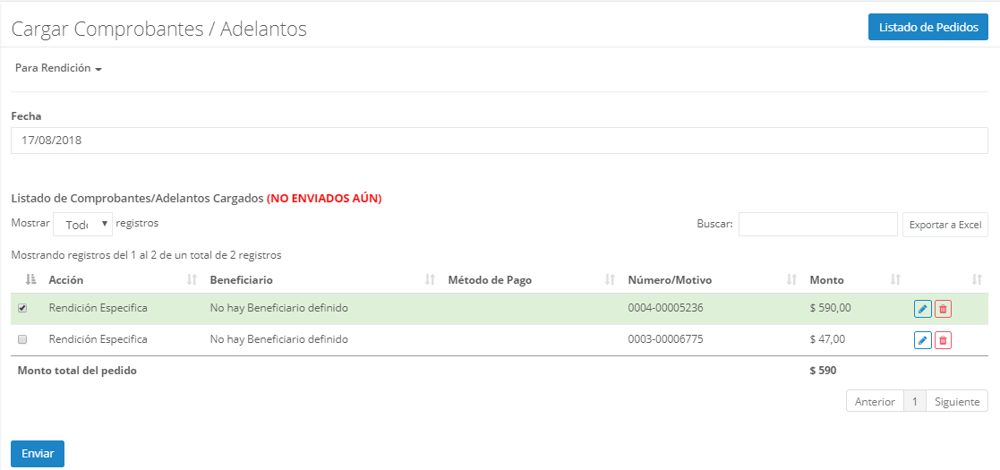 Cargar Comprobantes / Adelantos
Listado de Pedidos
Para Rendición
Fecha
17/08/2018
Listado de Comprobantes/Adelantos Cargados (NO ENVIADOS AÚN)
Mostrar Todo registros
Buscar:
Exportar a Excel
Mostrando registros del 1 al 2 de un total de 2 registros
Acción Beneficiario Método de Pago Número/Motivo Monto
Rendición Especifica No hay Beneficiario definido 0004-00005236 $ 590,00
Rendición Especifica No hay Beneficiario definido 0003-00006775 $ 47,00
Monto total del pedido $ 590
Anterior 1 Siguiente
Enviar